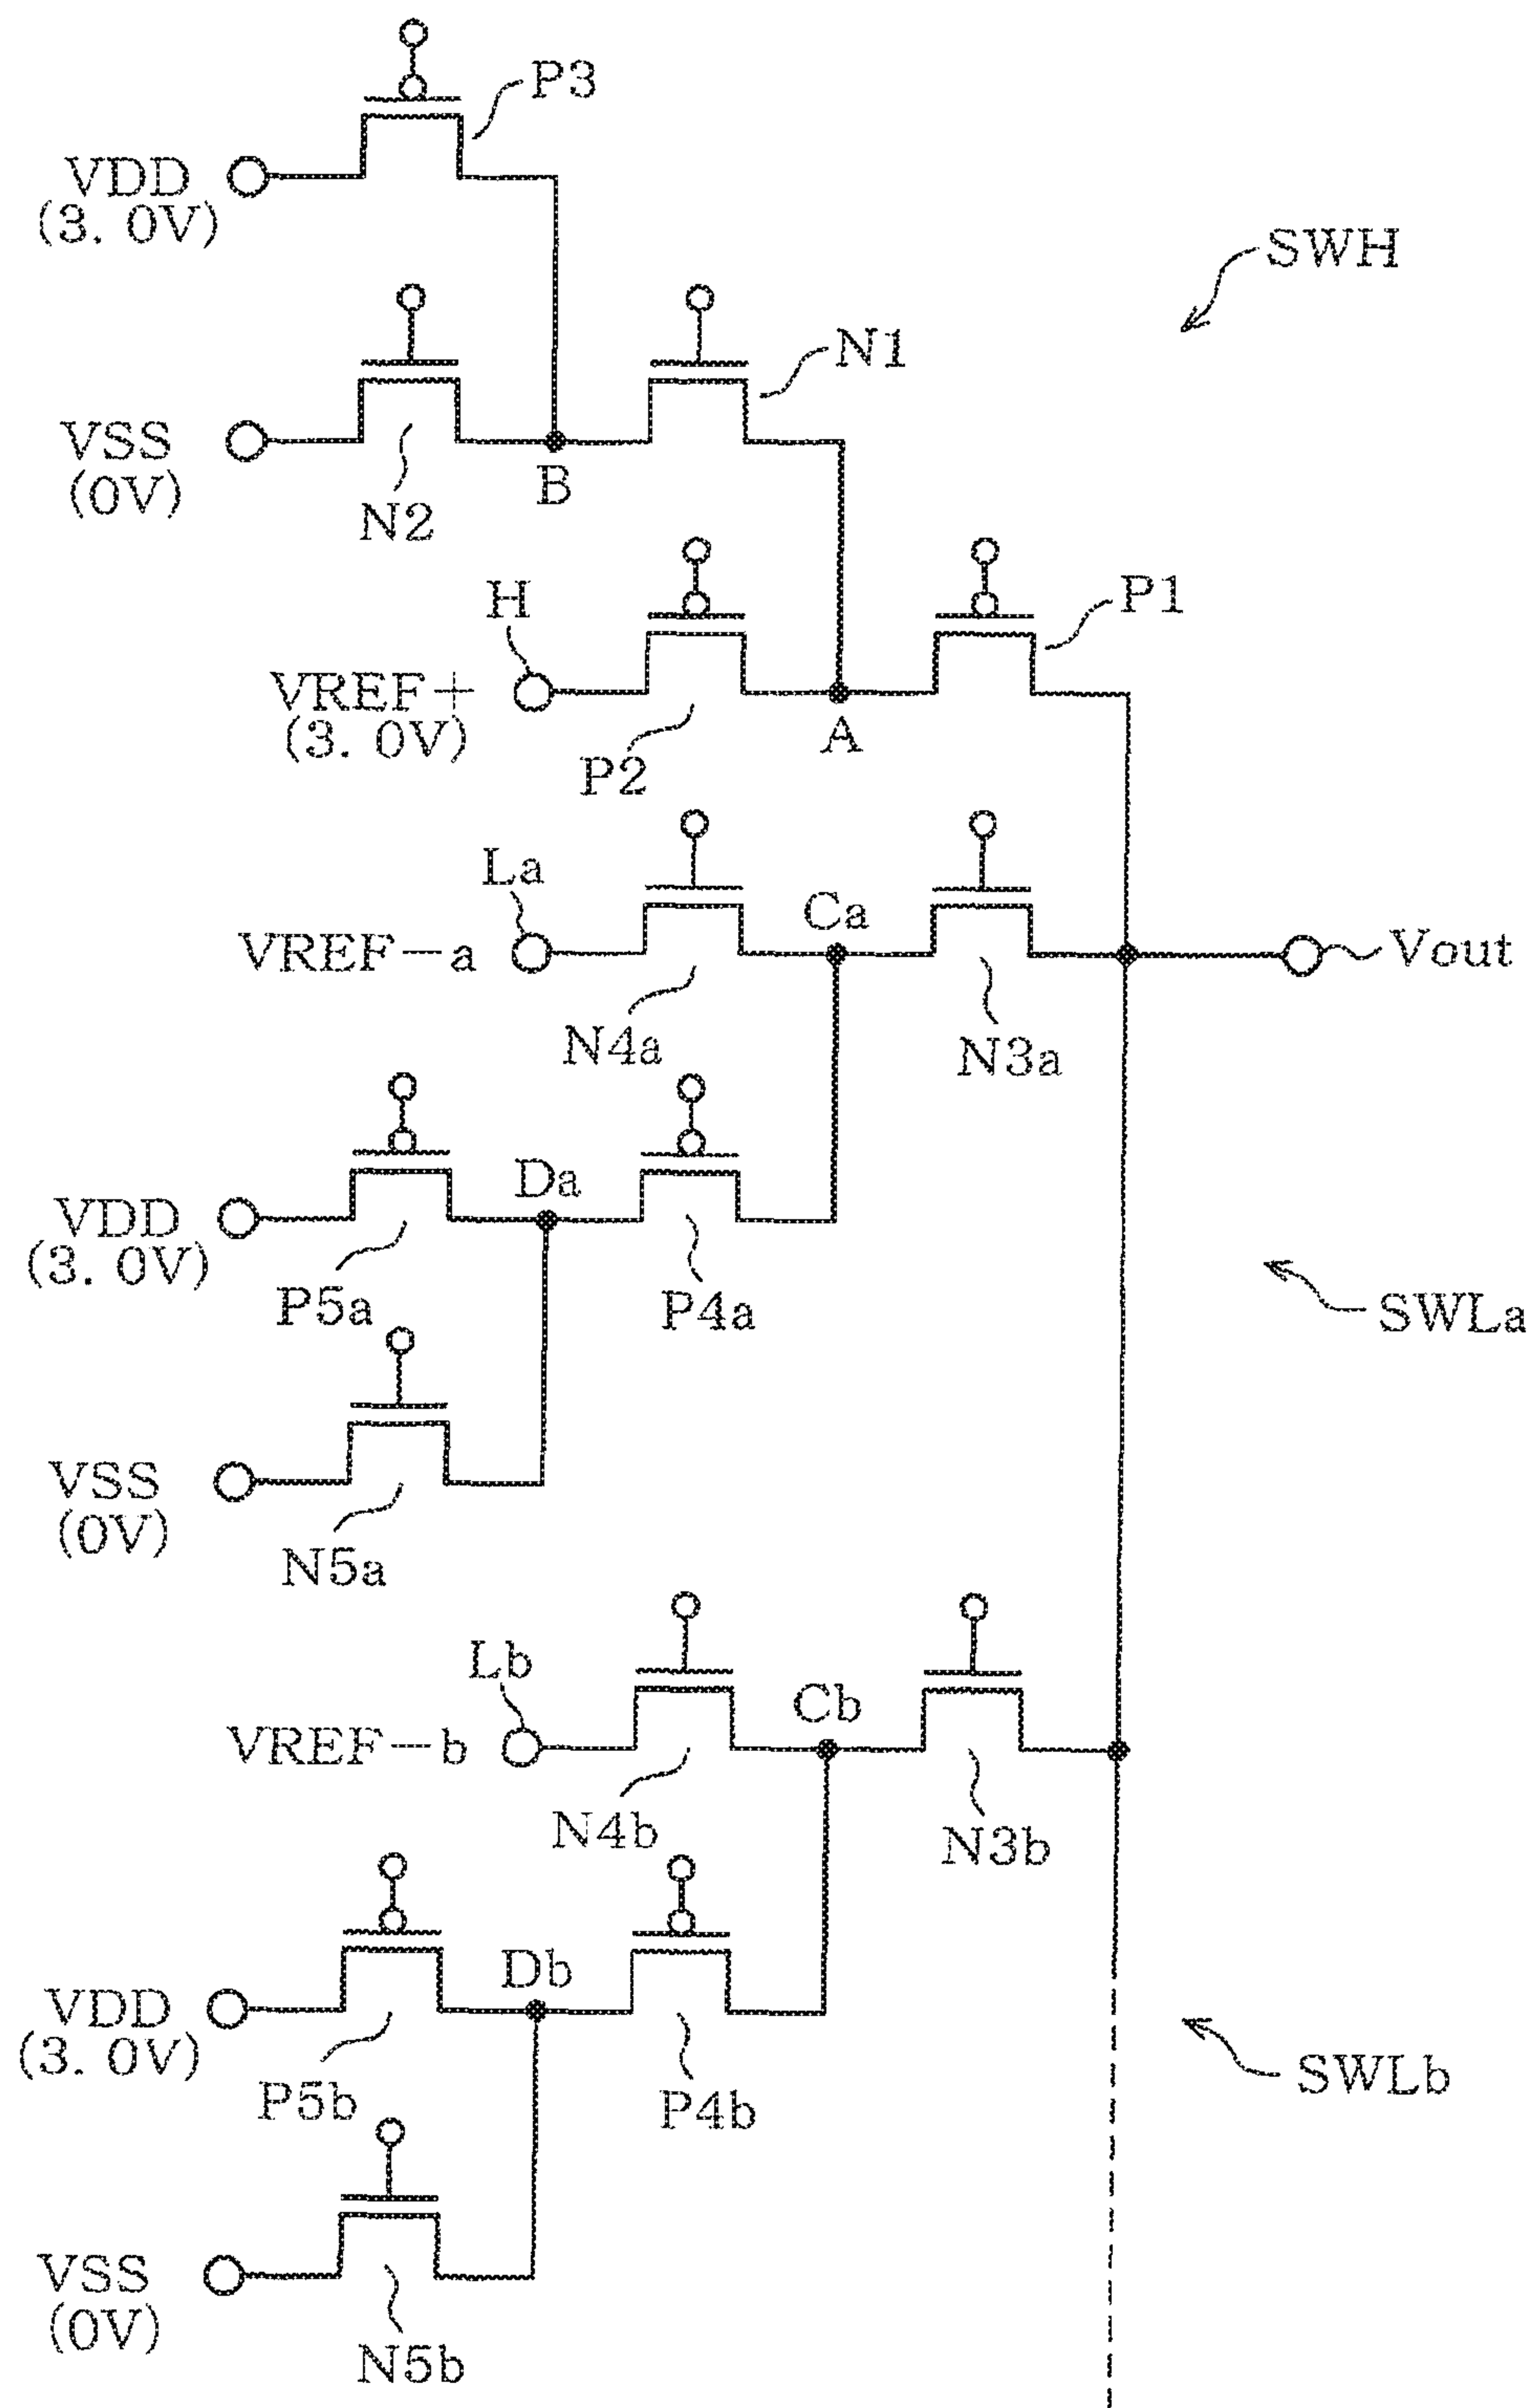 P3
VDD
(3. 0V)
SWH
N1
VSS
(0V)
N2
B
H
P1
VREF+
(3. 0V)
P2
A
La
Ca
VREF-a
Vout
N4a
N3a
Da
VDD
(3. 0V)
P5a
P4a
SWLa
VSS
(0V)
N5a
Lb
Cb
VREF-b
N4b
N3b
Db
VDD
(3. 0V)
P5b
P4b
SWLb
VSS
(0V)
N5b